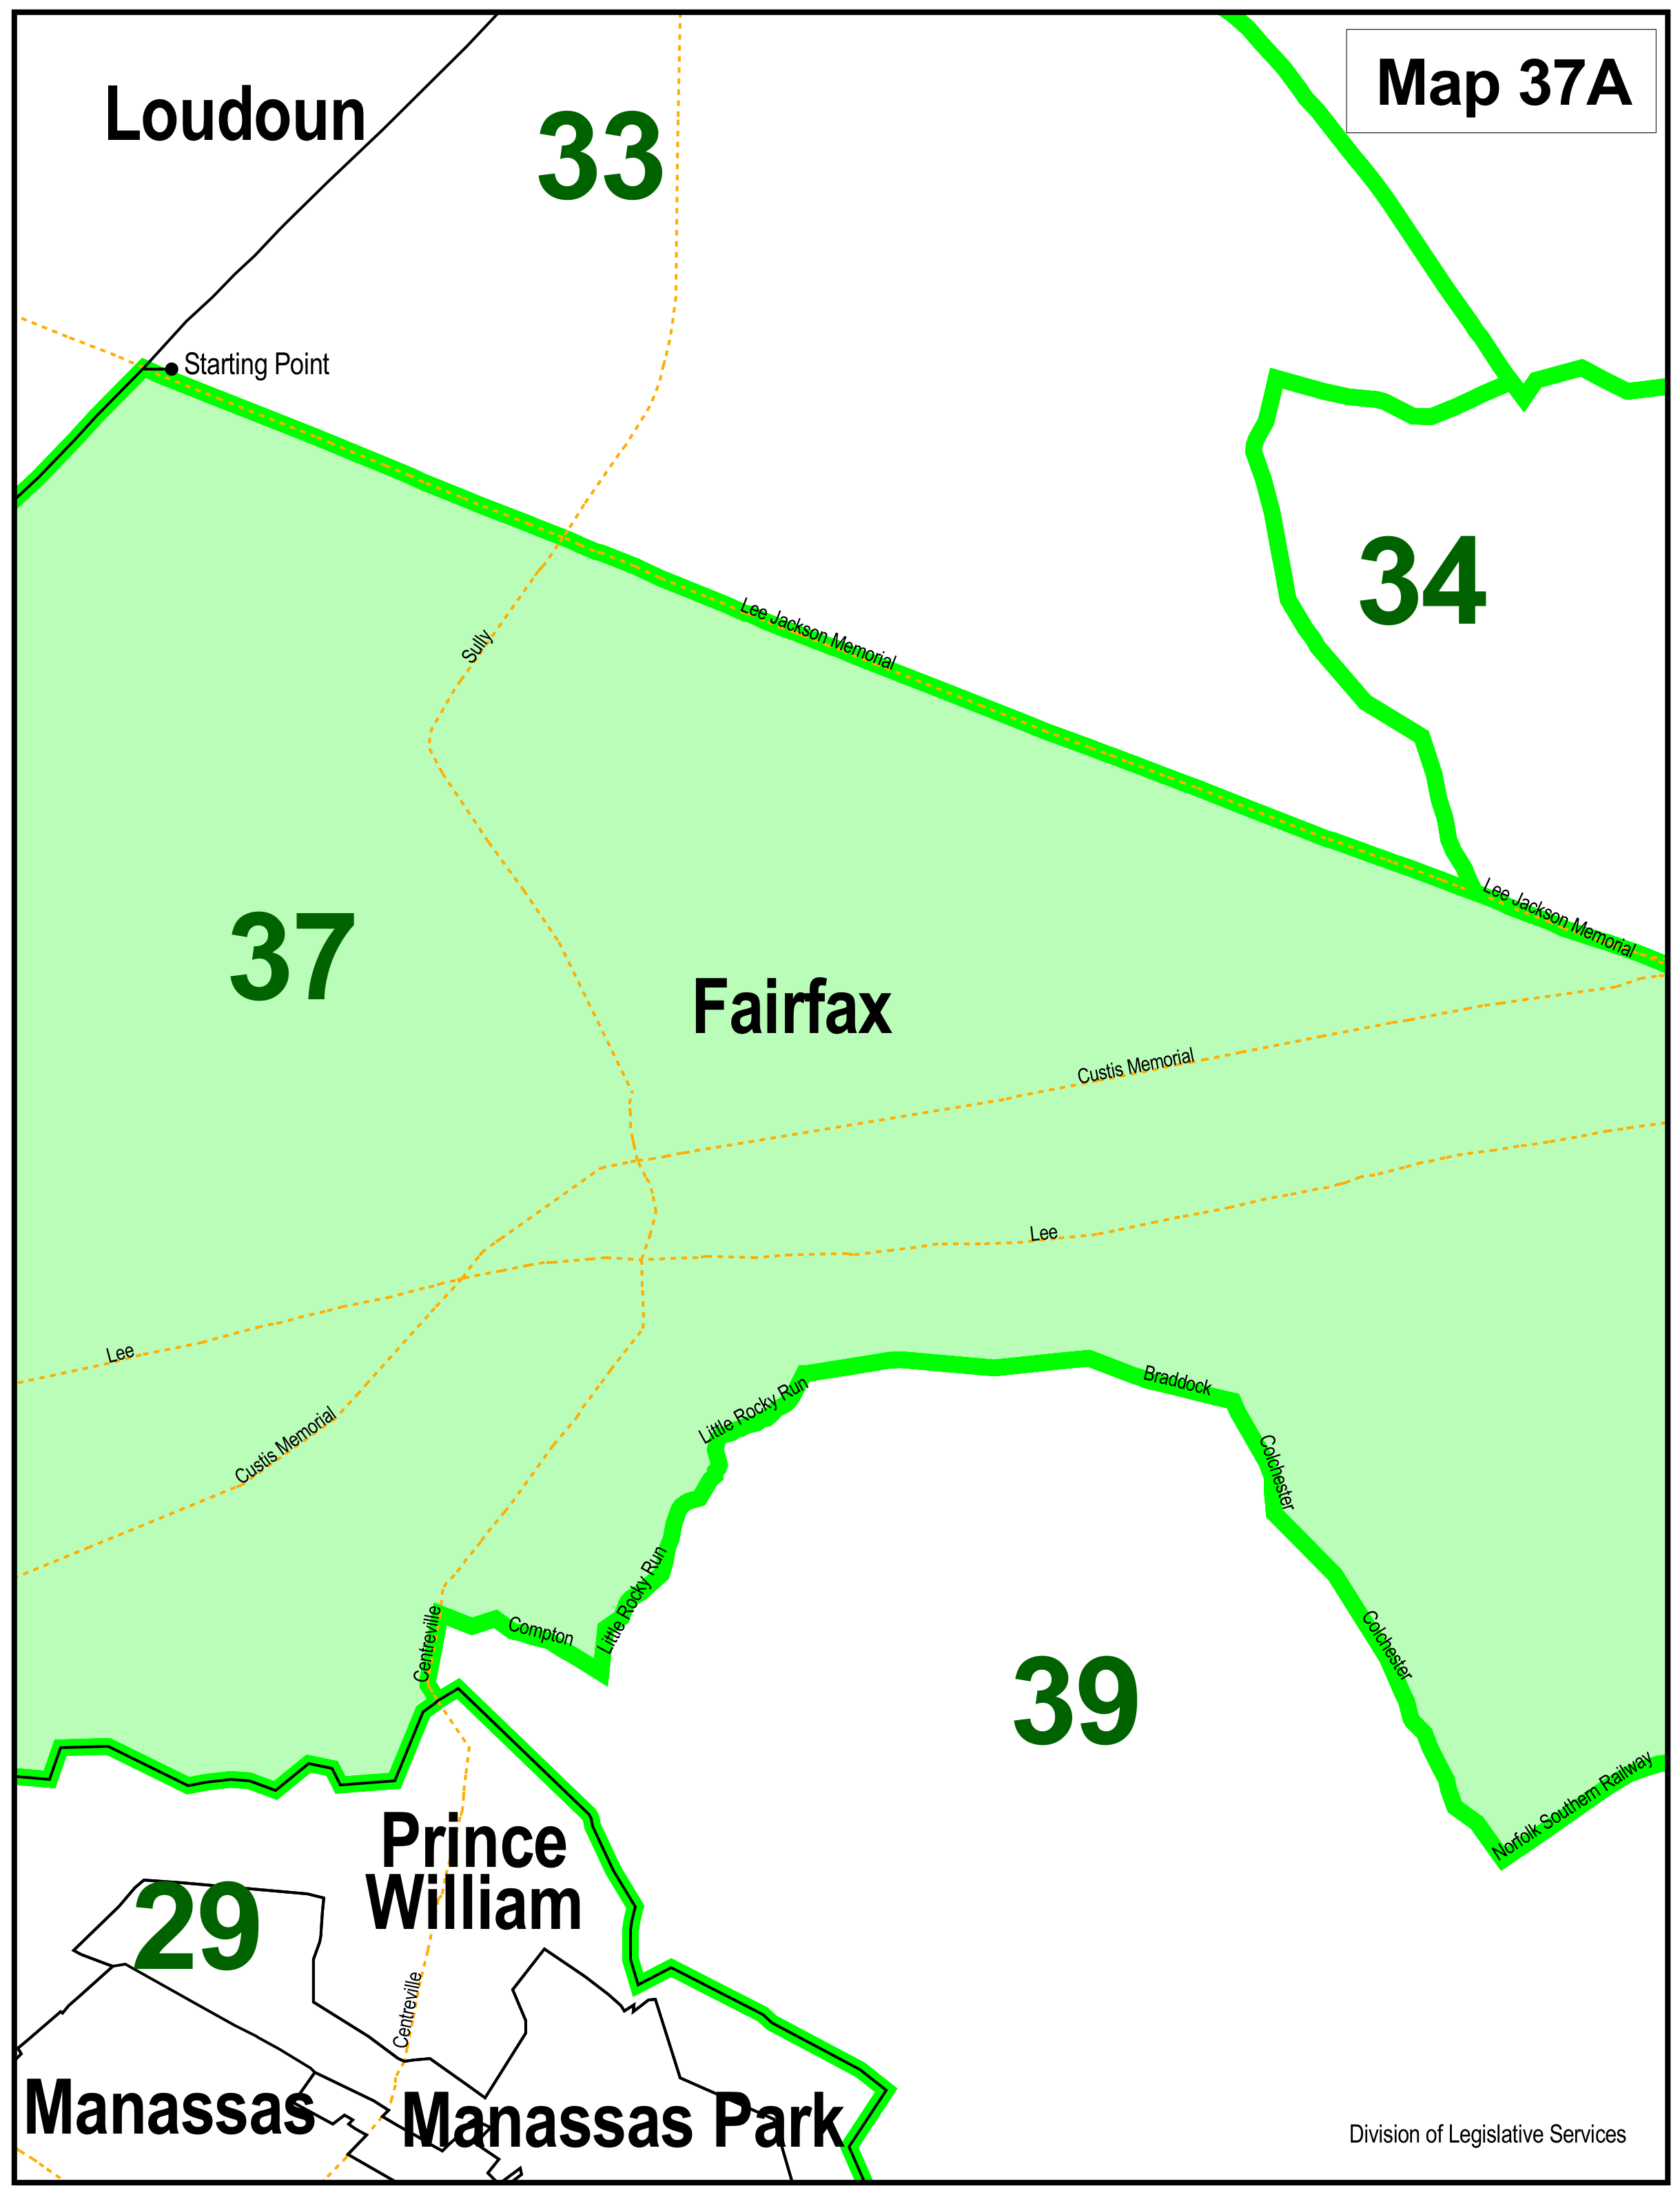 Map 37A
Loudoun
33
Starting Point
34
Lee Jackson Memorial
Sully
Lee Jackson Memorial
37
Fairfax
Custis Memorial
Lee
Lee
Braddock
Little Rocky Run
Custis Memorial
Colchester
Little Rocky Run
Centreville
Compton
Colchester
39
Norfolk Southern Railway
Prince
William
29
Centreville
Manassas
Manassas Park
Division of Legislative Services